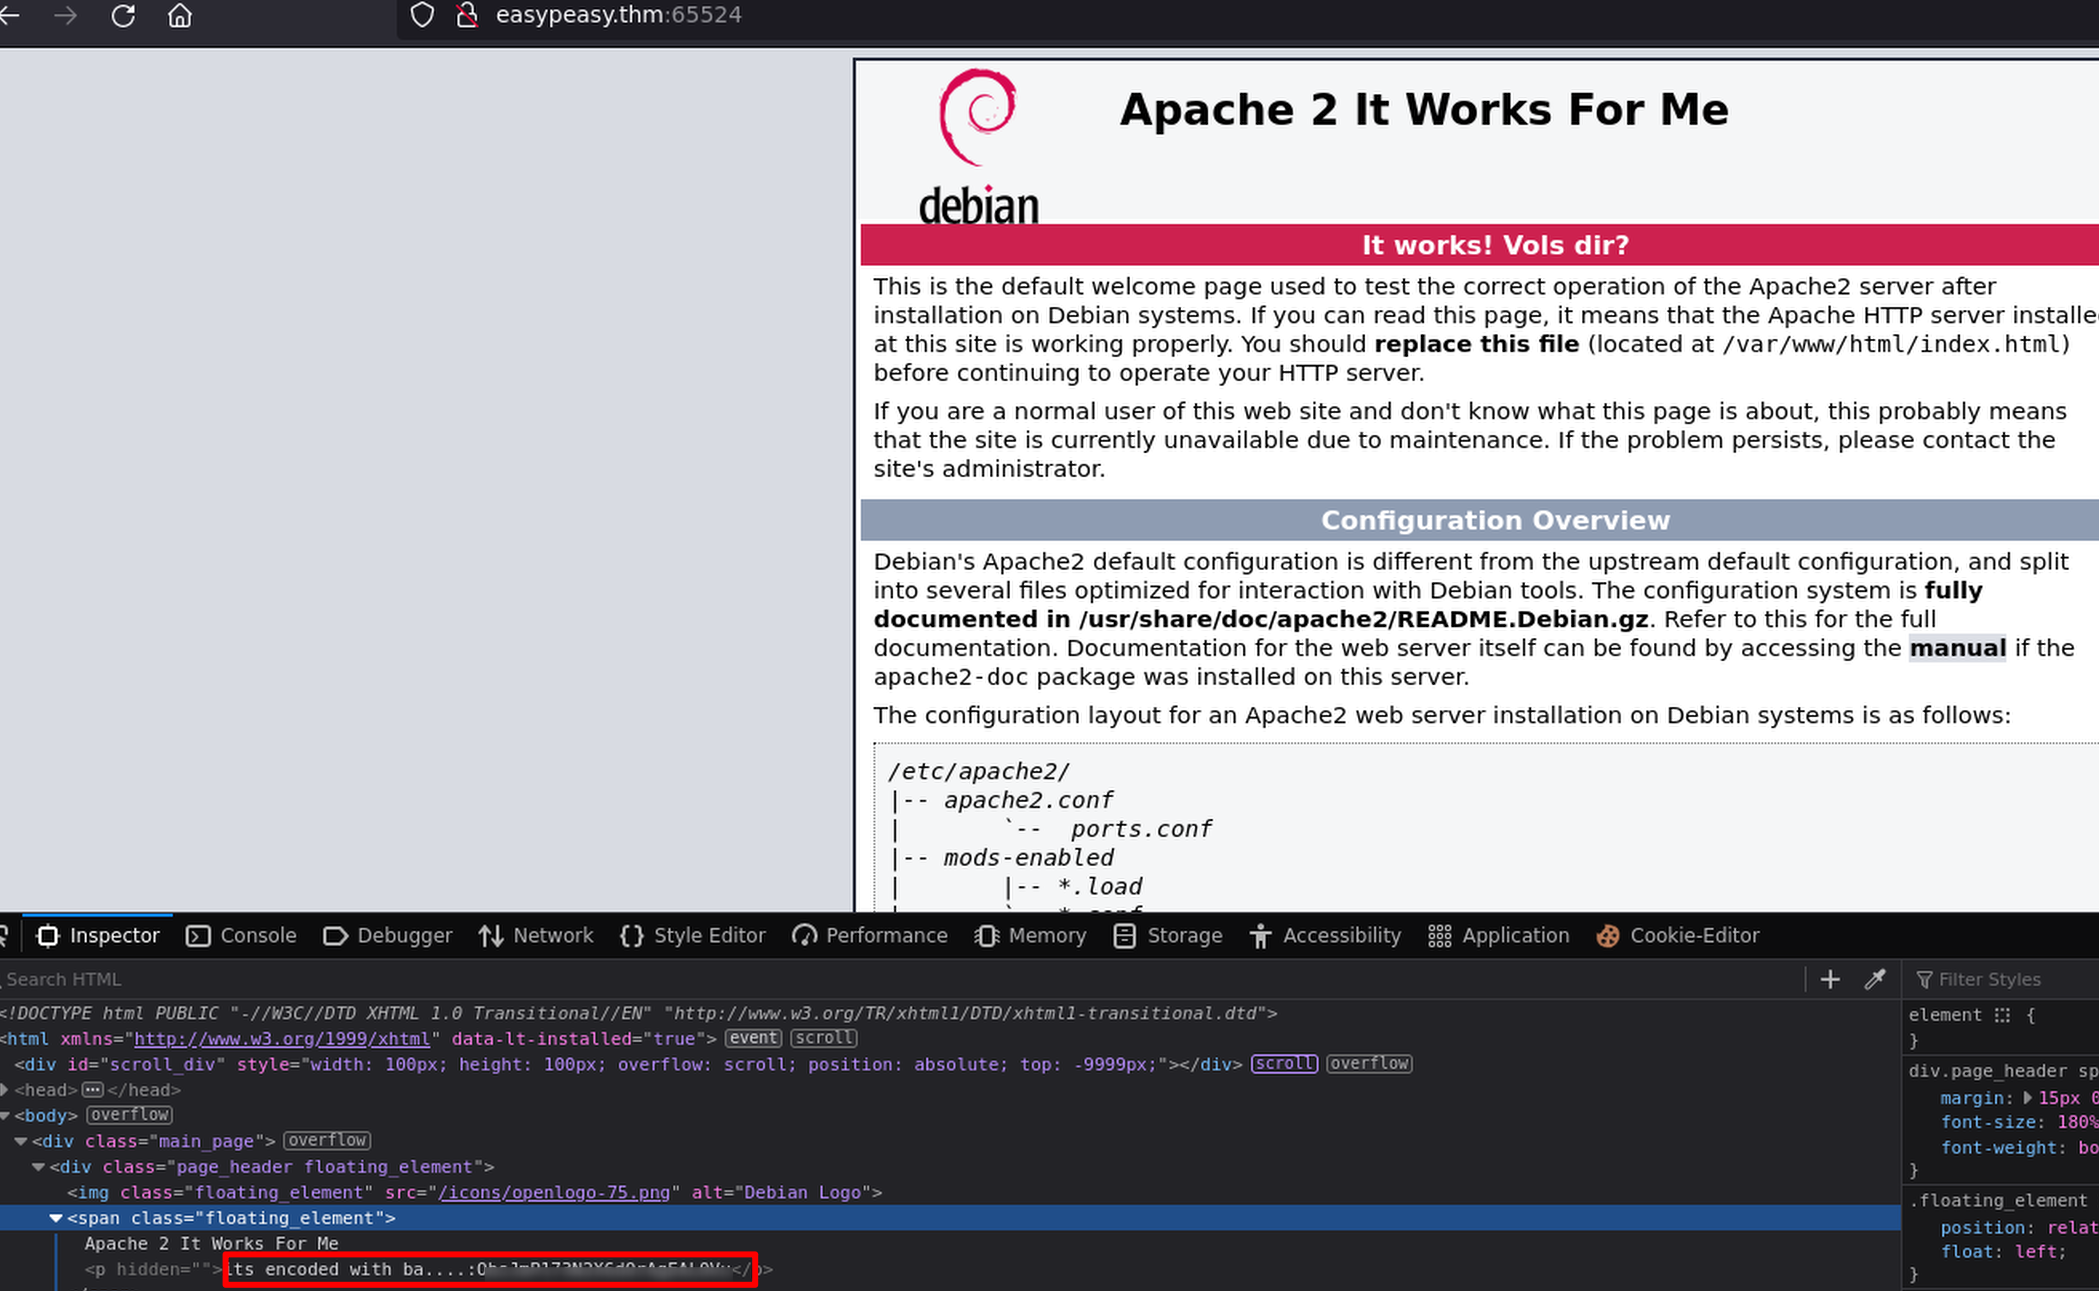 easypeasy.thm:65524
debian
Apache 2 It Works For Me
It works! Vols dir?
This is the default welcome page used to test the correct operation of the Apache2 server after
installation on Debian systems. If you can read this page, it means that the Apache HTTP server installe
at this site is working properly. You should replace this file (located at /var/www/html/index.html)
before continuing to operate your HTTP server.
If you are a normal user of this web site and don't know what this page is about, this probably means
that the site is currently unavailable due to maintenance. If the problem persists, please contact the
site's administrator.
Configuration Overview
Debian's Apache2 default configuration is different from the upstream default configuration, and split
into several files optimized for interaction with Debian tools. The configuration system is fully
documented in /usr/share/doc/apache2/README.Debian.gz. Refer to this for the full
documentation. Documentation for the web server itself can be found by accessing the manual if the
apache2-doc package was installed on this server.
The configuration layout for an Apache2 web server installation on Debian systems is as follows:
/etc/apache2/
|-- apache2.conf
|       `--  ports.conf
|-- mods-enabled
|       |-- *.load
Inspector Console Debugger Network {} Style Editor Performance Memory Storage Accessibility Application Cookie-Editor
Search HTML
<!DOCTYPE html PUBLIC "-//W3C//DTD XHTML 1.0 Transitional//EN" "http://www.w3.org/TR/xhtml1/DTD/xhtml1-transitional.dtd">
<html xmlns="http://www.w3.org/1999/xhtml" data-lt-installed="true"> event scroll
<div id="scroll_div" style="width: 100px; height: 100px; overflow: scroll; position: absolute; top: -9999px;"></div> scroll overflow
<head>...</head>
<body> overflow
<div class="main_page"> overflow
<div class="page_header floating_element">
<img class="floating_element" src="/icons/openlogo-75.png" alt="Debian Logo">
<span class="floating_element">
Apache 2 It Works For Me
<p hidden="">its encoded with ba....:
Filter Styles
element {
}
div.page_header sp
margin: 15px 0
font-size: 180%
font-weight: bo
}
.floating_element
position: relat
float: left;
}